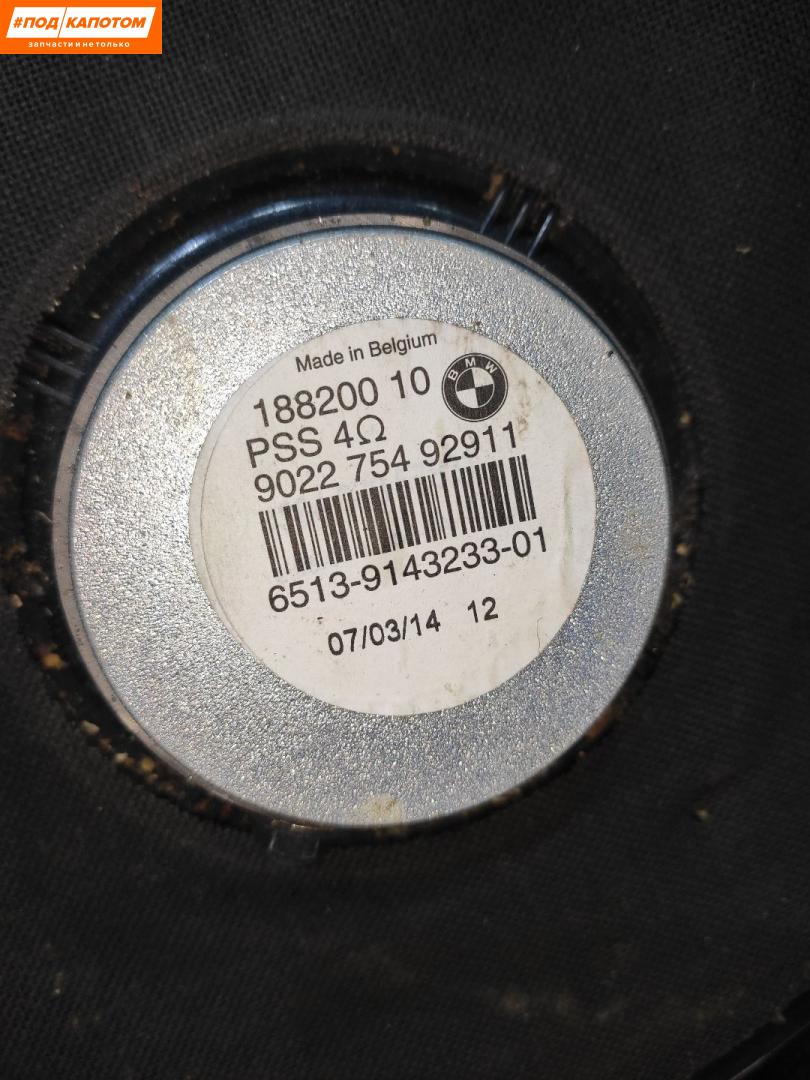 #ПОД КАПОТОМ
запчасти и не только
Made in Belgium
188200 10
BMW
PSS 4Ω
9022 754 92911
6513-9143233-01
07/03/14 12